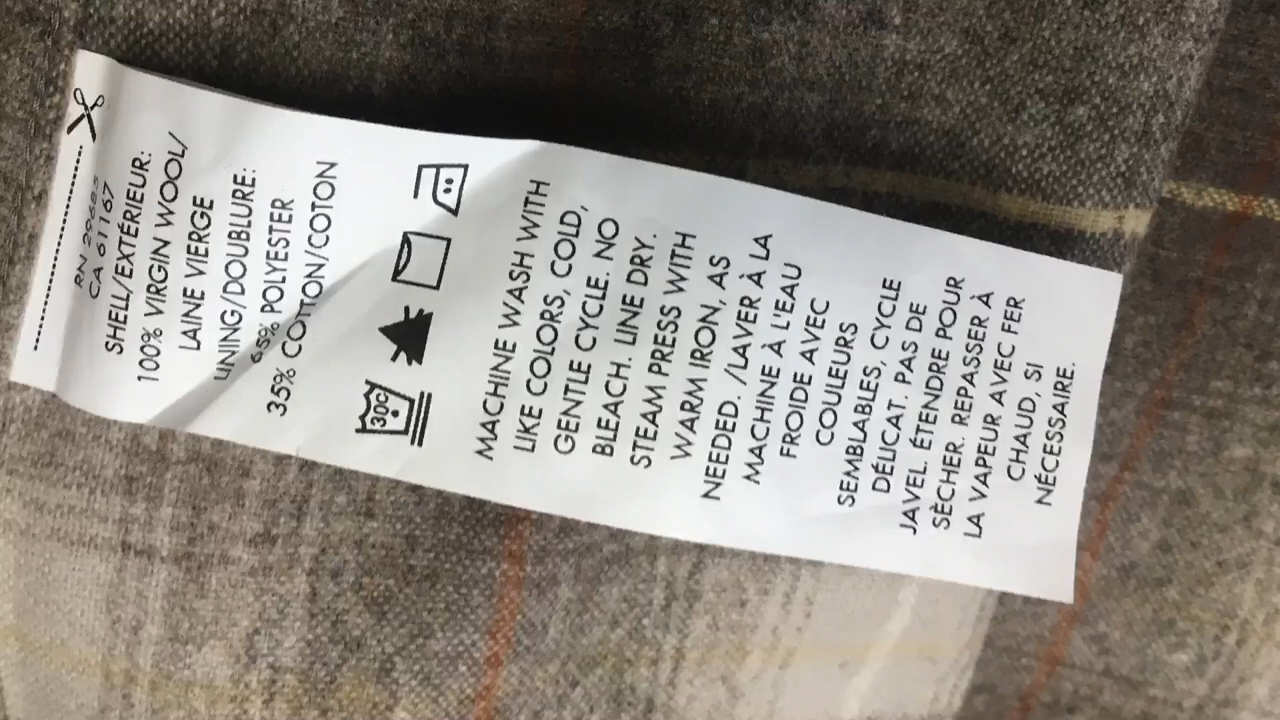 RN 29685
CA 61167
SHELL/EXTÉRIEUR:
100% VIRGIN WOOL/
LAINE VIERGE
LINING/DOUBLURE:
65% POLYESTER
35% COTTON/COTON
30C
MACHINE WASH WITH
LIKE COLORS, COLD,
GENTLE CYCLE. NO
BLEACH. LINE DRY.
STEAM PRESS WITH
WARM IRON, AS
NEEDED. /LAVER À LA
MACHINE À L'EAU
FROIDE AVEC
COULEURS
SEMBLABLES, CYCLE
DÉLICAT. PAS DE
JAVEL. ÉTENDRE POUR
SÈCHER. REPASSER À
LA VAPEUR AVEC FER
CHAUD, SI
NÉCESSAIRE.